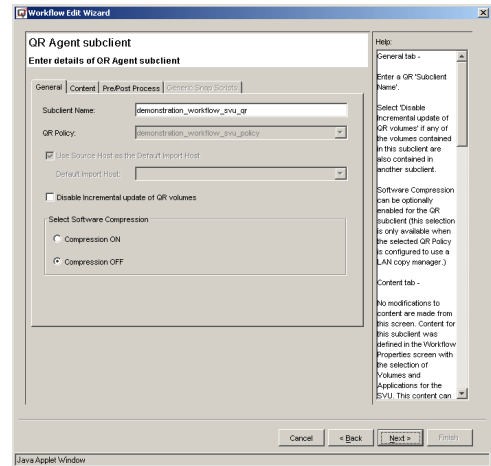 Workflow Edit Wizard
QR Agent subclient
Enter details of QR Agent subclient
General
Content
Pre/Post Process
Generic Snap Scripts
Subclient Name:
demonstration_workflow_svu_qr
QR Policy:
demonstration_workflow_svu_policy
Use Source Host as the Default Import Host
Default Import Host:
Disable Incremental update of QR volumes
Select Software Compression
Compression ON
Compression OFF
Help:
General tab -
Enter a QR 'Subclient
Name'.
Select 'Disable
Incremental update of
QR volumes' if any of
the volumes contained
in this subclient are
also contained in
another subclient.
Software Compression
can be optionally
enabled for the QR
subclient (this selection
is only available when
the selected QR Policy
is configured to use a
LAN copy manager.)
Content tab -
No modifications to
content are made from
this screen. Content for
this subclient was
defined in the Workflow
Properties screen with
the selection of
Volumes and
Applications for the
SVU. This content can
Cancel
< Back
Next >
Finish
Java Applet Window